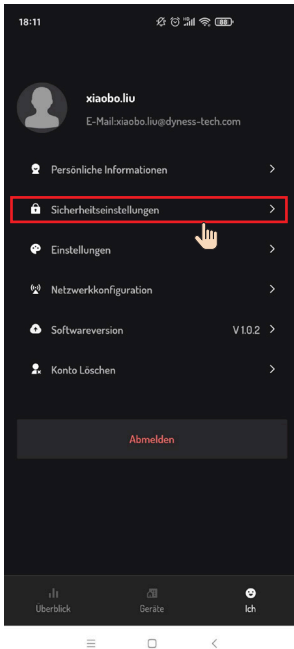 18:11
88
xiaobo.liu
E-Mail:xiaobo.liu@dyness-tech.com
Persönliche Informationen
Sicherheitseinstellungen
Einstellungen
Netzwerkkonfiguration
Softwareversion V 1.0.2
Konto Löschen
Abmelden
Überblick Geräte Ich